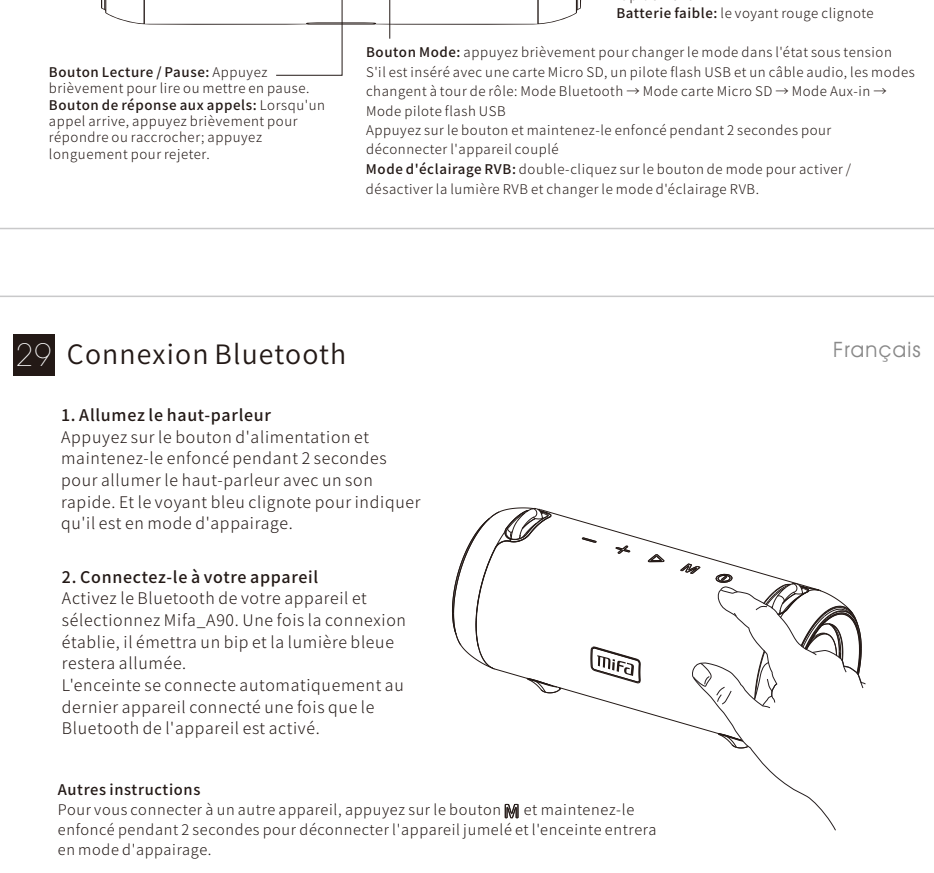 Batterie faible: le voyant rouge clignote
Bouton Lecture / Pause: Appuyez
brièvement pour lire ou mettre en pause.
Bouton de réponse aux appels: Lorsqu'un
appel arrive, appuyez brièvement pour
répondre ou raccrocher; appuyez
longuement pour rejeter.
Bouton Mode: appuyez brièvement pour changer le mode dans l'état sous tension
S'il est inséré avec une carte Micro SD, un pilote flash USB et un câble audio, les modes
changent à tour de rôle: Mode Bluetooth → Mode carte Micro SD → Mode Aux-in →
Mode pilote flash USB
Appuyez sur le bouton et maintenez-le enfoncé pendant 2 secondes pour
déconnecter l'appareil couplé
Mode d'éclairage RVB: double-cliquez sur le bouton de mode pour activer /
désactiver la lumière RVB et changer le mode d'éclairage RVB.
29 Connexion Bluetooth
Français
1. Allumez le haut-parleur
Appuyez sur le bouton d'alimentation et
maintenez-le enfoncé pendant 2 secondes
pour allumer le haut-parleur avec un son
rapide. Et le voyant bleu clignote pour indiquer
qu'il est en mode d'appairage.
2. Connectez-le à votre appareil
Activez le Bluetooth de votre appareil et
sélectionnez Mifa_A90. Une fois la connexion
établie, il émettra un bip et la lumière bleue
restera allumée.
L'enceinte se connecte automatiquement au
dernier appareil connecté une fois que le
Bluetooth de l'appareil est activé.
M
mifa
Autres instructions
Pour vous connecter à un autre appareil, appuyez sur le bouton M et maintenez-le
enfoncé pendant 2 secondes pour déconnecter l'appareil jumelé et l'enceinte entrera
en mode d'appairage.